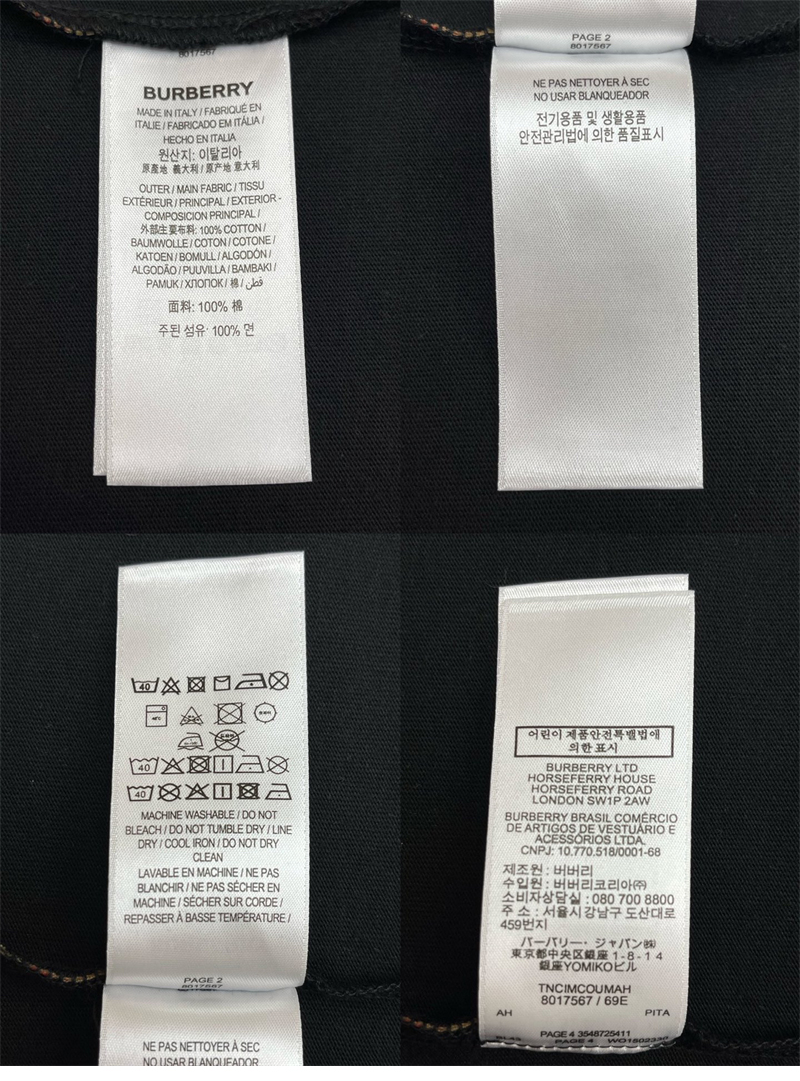 8017567
BURBERRY
MADE IN ITALY / FABRIQUÉ EN
ITALIE / FABRICADO EM ITÁLIA /
HECHO EN ITALIA
원산지: 이탈리아
原產地 義大利 / 原产地 意大利
OUTER / MAIN FABRIC / TISSU
EXTÉRIEUR / PRINCIPAL / EXTERIOR -
COMPOSICION PRINCIPAL /
外部主要布料: 100% COTTON /
BAUMWOLLE / COTON / COTONE /
KATOEN / BOMULL / ALGODÓN /
ALGODÃO / PUUVILLA / BAMBAKI /
PAMUK / ХЛОПОК / 棉 / قطن
面料: 100% 棉
주된 섬유: 100% 면
PAGE 2
8017567
NE PAS NETTOYER À SEC
NO USAR BLANQUEADOR
전기용품 및 생활용품
안전관리법에 의한 품질표시
40
40
40
MACHINE WASHABLE / DO NOT
BLEACH / DO NOT TUMBLE DRY / LINE
DRY / COOL IRON / DO NOT DRY
CLEAN
LAVABLE EN MACHINE / NE PAS
BLANCHIR / NE PAS SÉCHER EN
MACHINE / SÉCHER SUR CORDE /
REPASSER À BASSE TEMPÉRATURE /
PAGE 2
8017567
NE PAS NETTOYER À SEC
NO USAR BLANQUEADOR
어린이 제품안전특별법에
의한 표시
BURBERRY LTD
HORSEFERRY HOUSE
HORSEFERRY ROAD
LONDON SW1P 2AW
BURBERRY BRASIL COMÉRCIO
DE ARTIGOS DE VESTUÁRIO E
ACESSÓRIOS LTDA.
CNPJ: 10.770.518/0001-68
제조원 : 버버리
수입원 : 버버리코리아㈜
소비자상담실 : 080 700 8800
주 소 : 서울시 강남구 도산대로
459번지
バーバリー・ジャパン㈱
東京都中央区銀座 1 - 8 - 1 4
銀座YOMIKOビル
TNCIMCOUMAH
8017567 / 69E
AH PITA
PAGE 4 3548725411
PAGE 4